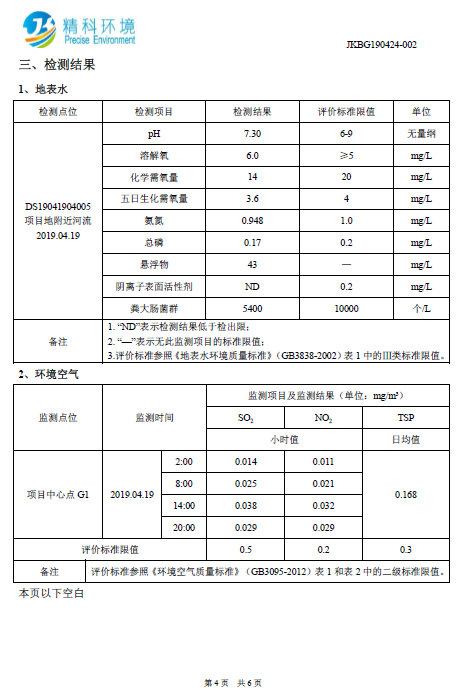 精科环境
Precise Environment
JKBG190424-002
三、检测结果
1、地表水
检测点位 检测项目 检测结果 评价标准限值 单位
DS19041904005
项目地附近河流
2019.04.19
pH 7.30 6-9 无量纲
溶解氧 6.0 ≥5 mg/L
化学需氧量 14 20 mg/L
五日生化需氧量 3.6 4 mg/L
氨氮 0.948 1.0 mg/L
总磷 0.17 0.2 mg/L
悬浮物 43 — mg/L
阴离子表面活性剂 ND 0.2 mg/L
粪大肠菌群 5400 10000 个/L
备注
1. “ND”表示检测结果低于检出限；
2. “—”表示无此监测项目的标准限值；
3.评价标准参照《地表水环境质量标准》（GB3838-2002）表 1 中的Ⅲ类标准限值。
2、环境空气
监测点位 监测时间 监测项目及监测结果（单位：mg/m³）
SO₂ NO₂ TSP
小时值 日均值
项目中心点 G1 2019.04.19
2:00 0.014 0.011
8:00 0.025 0.021
14:00 0.038 0.032
20:00 0.029 0.029
0.168
评价标准限值 0.5 0.2 0.3
备注 评价标准参照《环境空气质量标准》（GB3095-2012）表 1 和表 2 中的二级标准限值。
本页以下空白
第 4 页 共 6 页